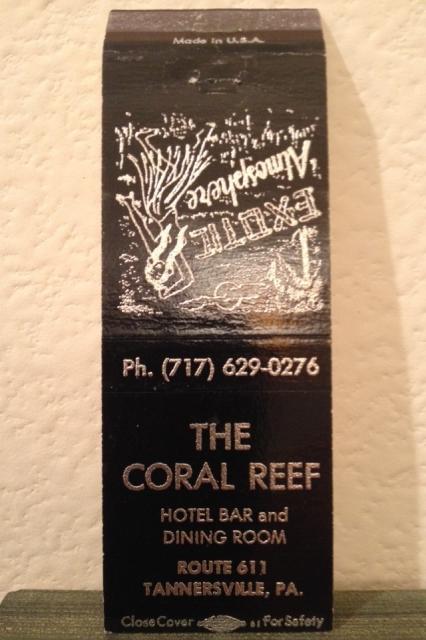 Made in U.S.A.
EXOTIC
Atmosphere
Ph. (717) 629-0276
THE
CORAL REEF
HOTEL BAR and
DINING ROOM
ROUTE 611
TANNERSVILLE, PA.
Close Cover 61 For Safety